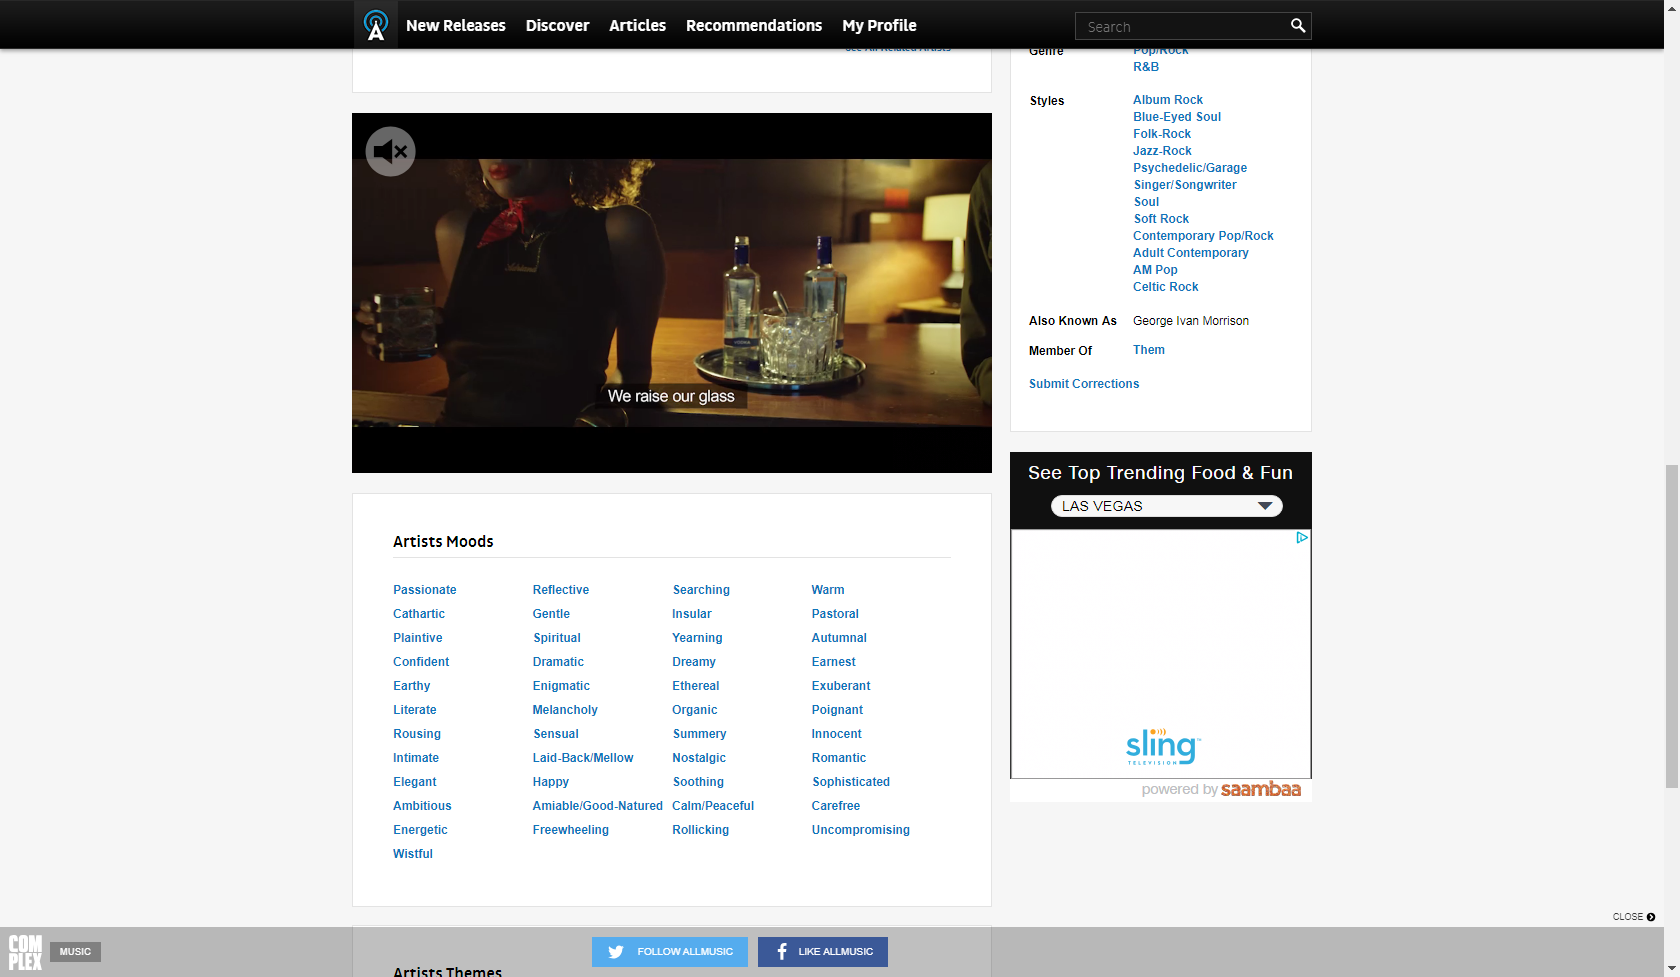 New Releases Discover Articles Recommendations My Profile Search
See All Related Artists
Genre Pop/Rock
R&B
Styles Album Rock
Blue-Eyed Soul
Folk-Rock
Jazz-Rock
Psychedelic/Garage
Singer/Songwriter
Soul
Soft Rock
Contemporary Pop/Rock
Adult Contemporary
AM Pop
Celtic Rock
Also Known As George Ivan Morrison
Member Of Them
Submit Corrections
We raise our glass
See Top Trending Food & Fun
LAS VEGAS
sling
TELEVISION
powered by saambaa
Artists Moods
Passionate Reflective Searching Warm
Cathartic Gentle Insular Pastoral
Plaintive Spiritual Yearning Autumnal
Confident Dramatic Dreamy Earnest
Earthy Enigmatic Ethereal Exuberant
Literate Melancholy Organic Poignant
Rousing Sensual Summery Innocent
Intimate Laid-Back/Mellow Nostalgic Romantic
Elegant Happy Soothing Sophisticated
Ambitious Amiable/Good-Natured Calm/Peaceful Carefree
Energetic Freewheeling Rollicking Uncompromising
Wistful
CLOSE
COM
PLEX
MUSIC
FOLLOW ALLMUSIC
LIKE ALLMUSIC
Artists Themes